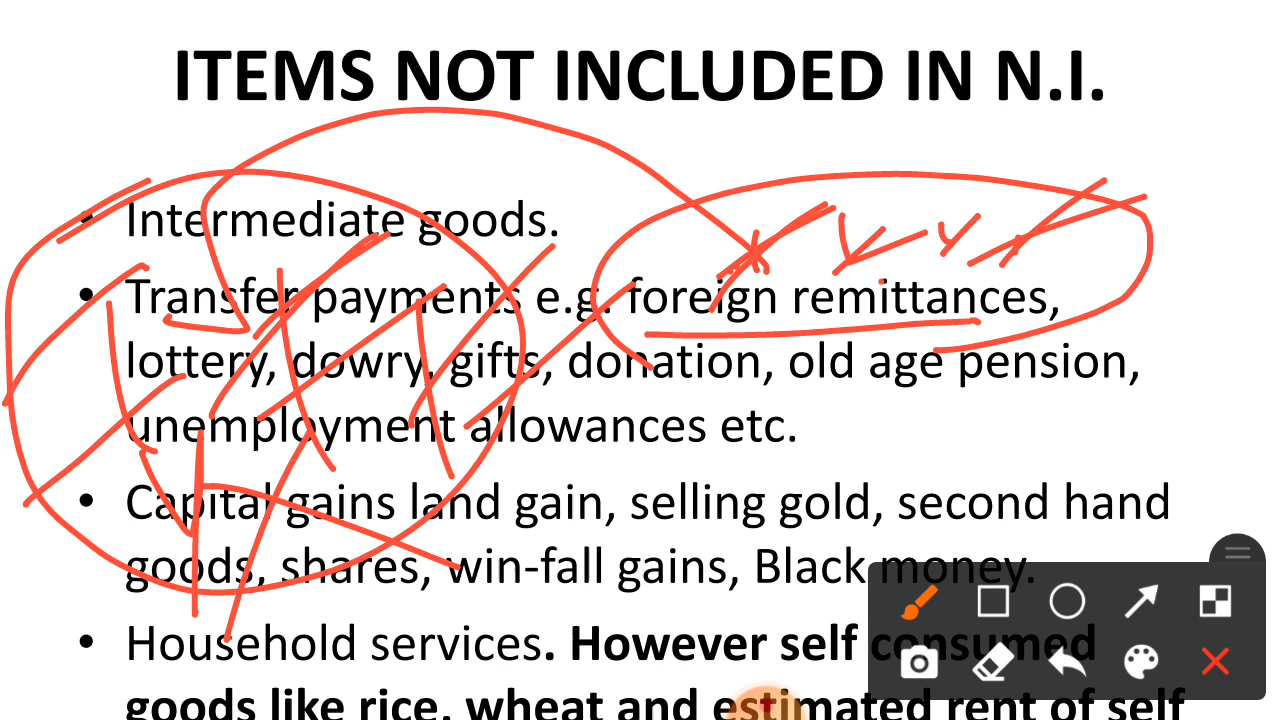 ITEMS NOT INCLUDED IN N.I.
• Intermediate goods.
• Transfer payments e.g. foreign remittances,
lottery, dowry, gifts, donation, old age pension,
unemployment allowances etc.
• Capital gains land gain, selling gold, second hand
goods, shares, win-fall gains, Black money.
• Household services. However self consumed
goods like rice, wheat and estimated rent of self